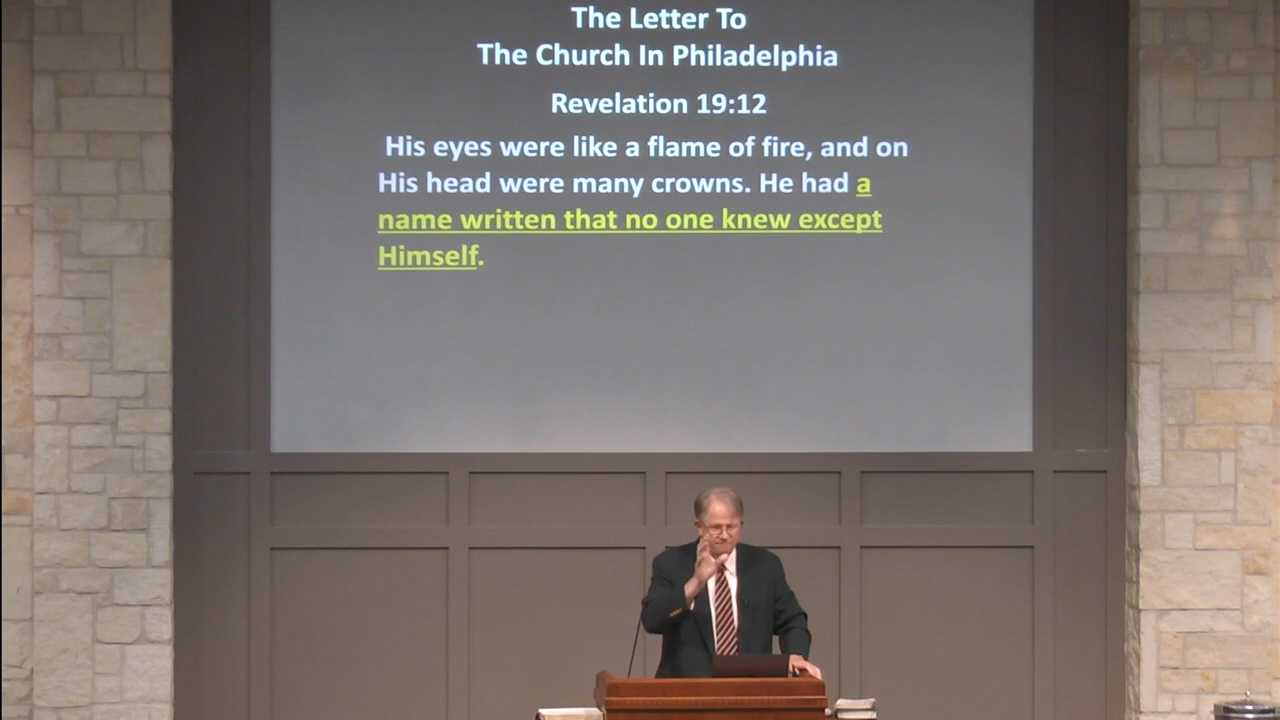 The Letter To
The Church In Philadelphia
Revelation 19:12
His eyes were like a flame of fire, and on
His head were many crowns. He had a
name written that no one knew except
Himself.